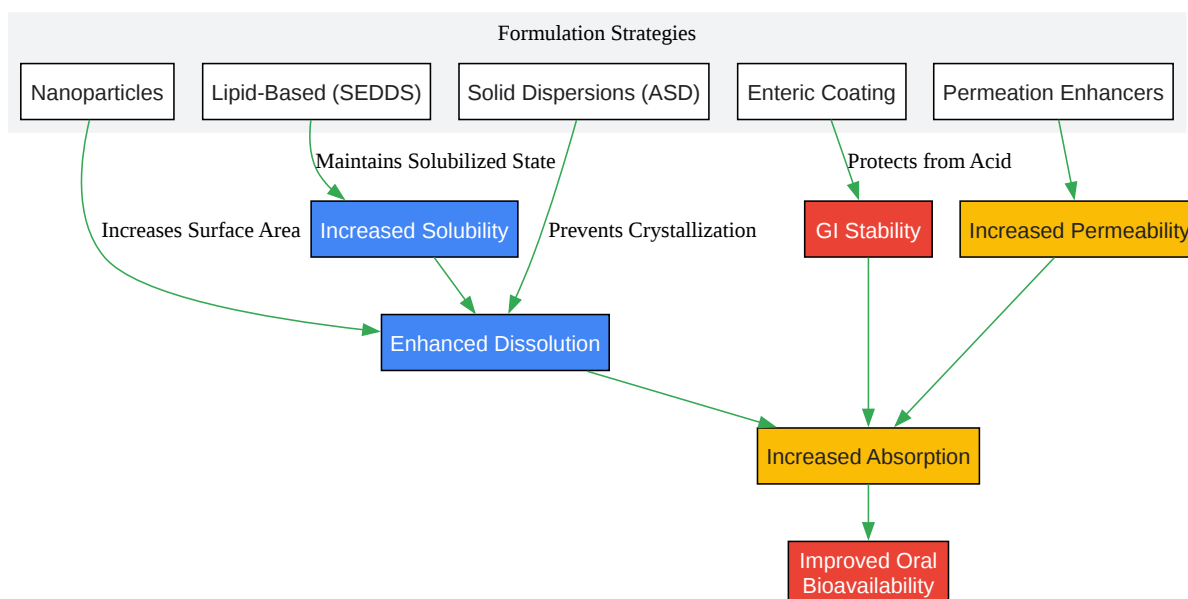 Formulation Strategies
Nanoparticles
Lipid-Based (SEDDS)
Solid Dispersions (ASD)
Enteric Coating
Permeation Enhancers
Maintains Solubilized State
Protects from Acid
Increases Surface Area
Increased Solubility
Prevents Crystallization
GI Stability
Increased Permeability
Enhanced Dissolution
Increased Absorption
Improved Oral
Bioavailability